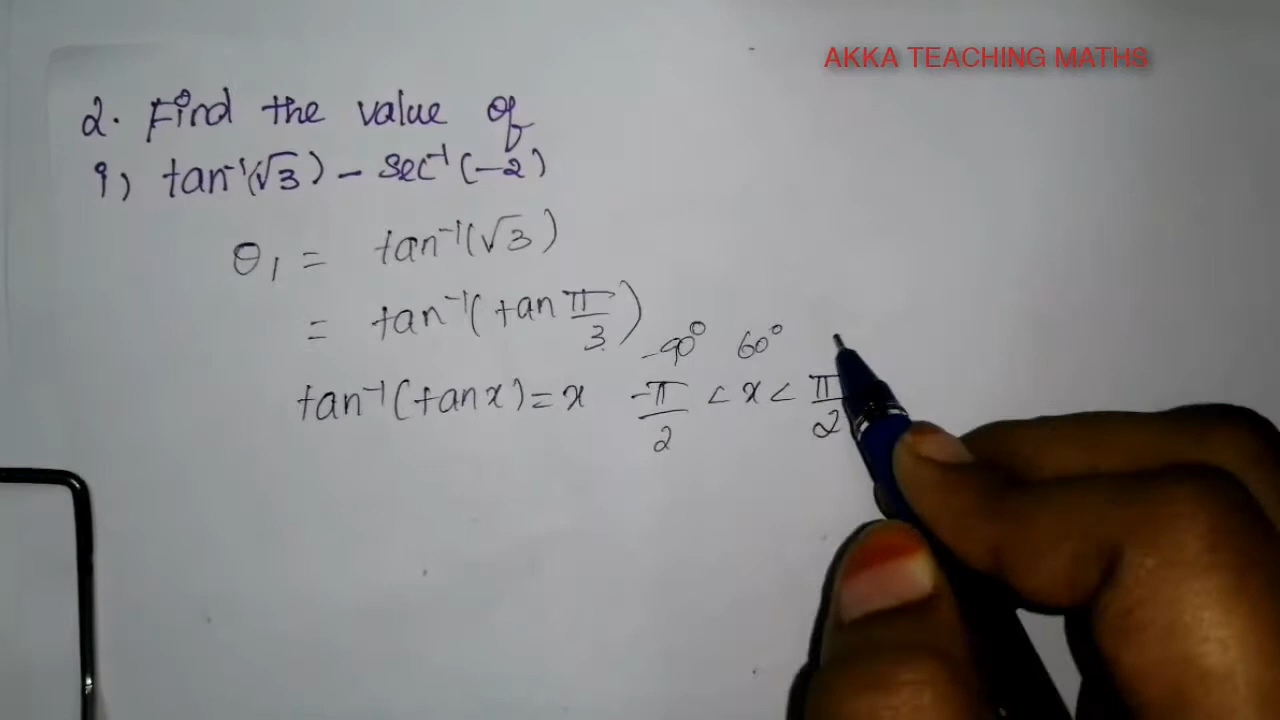 AKKA TEACHING MATHS
2. Find the value of
i) tan⁻¹(√3) - sec⁻¹(-2)
θ₁ = tan⁻¹(√3)
= tan⁻¹(tan π/3)
-90° 60°
tan⁻¹(tan x) = x -π/2 < x < π/2